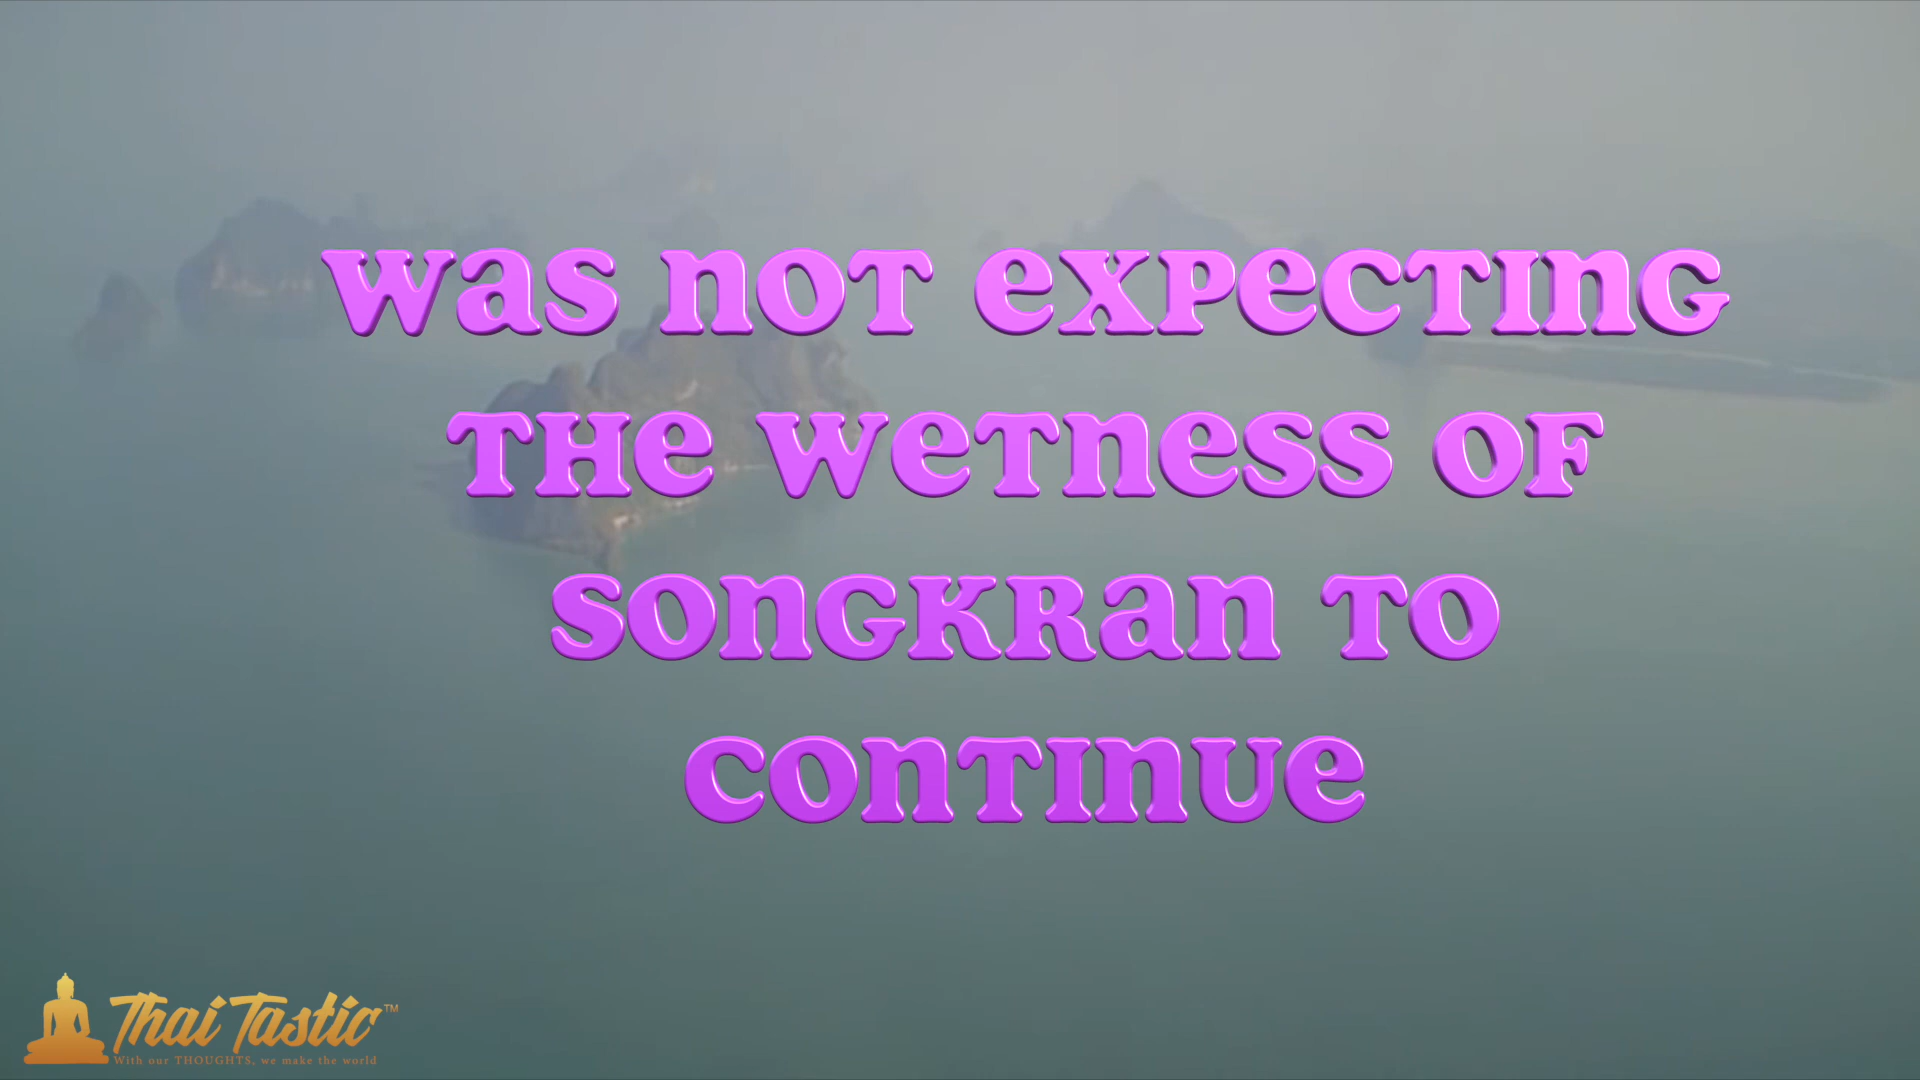 was not expecting
the wetness of
songkran to
continue
Thai Tastic™
With our THOUGHTS, we make the world